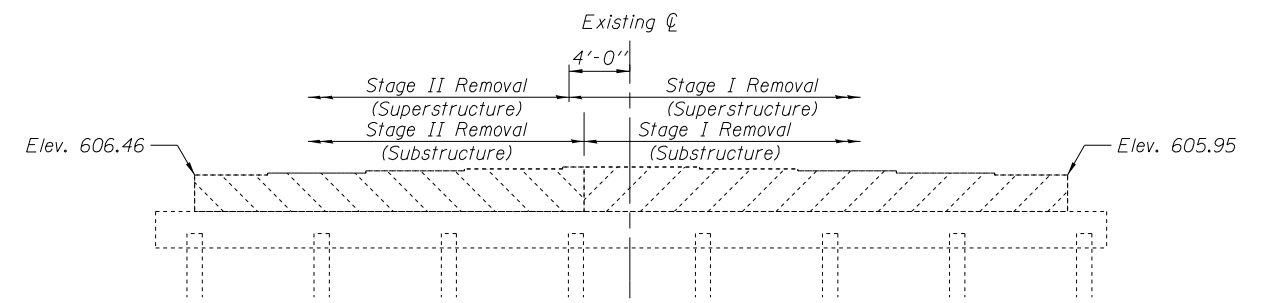 Existing ℄
4'-0''
Stage II Removal
(Superstructure)
Stage I Removal
(Superstructure)
Stage II Removal
(Substructure)
Stage I Removal
(Substructure)
Elev. 606.46
Elev. 605.95